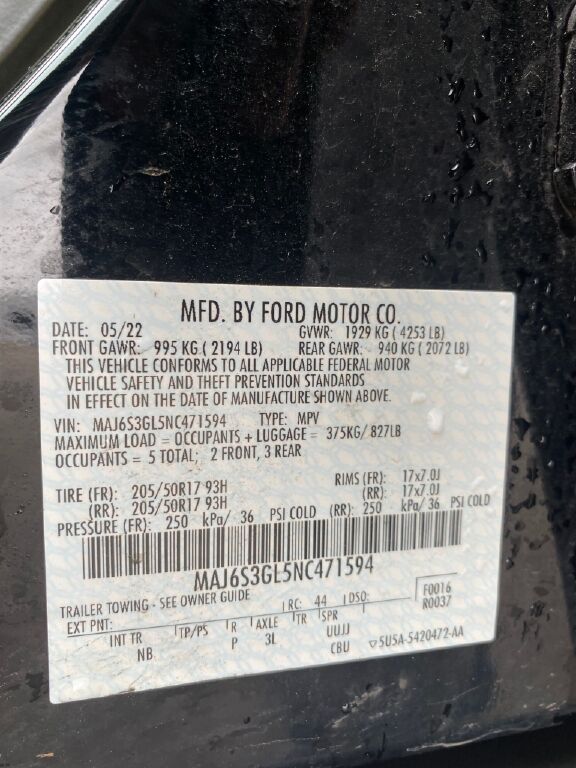 MFD. BY FORD MOTOR CO.
DATE: 05/22 GVWR: 1929 KG ( 4253 LB)
FRONT GAWR: 995 KG ( 2194 LB) REAR GAWR: 940 KG ( 2072 LB)
THIS VEHICLE CONFORMS TO ALL APPLICABLE FEDERAL MOTOR
VEHICLE SAFETY AND THEFT PREVENTION STANDARDS
IN EFFECT ON THE DATE OF MANUFACTURE SHOWN ABOVE.
VIN: MAJ6S3GL5NC471594 TYPE: MPV
MAXIMUM LOAD = OCCUPANTS + LUGGAGE = 375KG/ 827LB
OCCUPANTS = 5 TOTAL; 2 FRONT, 3 REAR
TIRE (FR): 205/50R17 93H RIMS (FR): 17x7.0J
(RR): 205/50R17 93H (RR): 17x7.0J
PRESSURE (FR): 250 kPa/ 36 PSI COLD (RR): 250 kPa/ 36 PSI COLD
MAJ6S3GL5NC471594
TRAILER TOWING - SEE OWNER GUIDE
EXT PNT: RC: 44 DSO: F0016
R0037
INT TR TP/PS R AXLE TR SPR
NB P 3L UUJJ
CBU 5U5A-5420472-AA